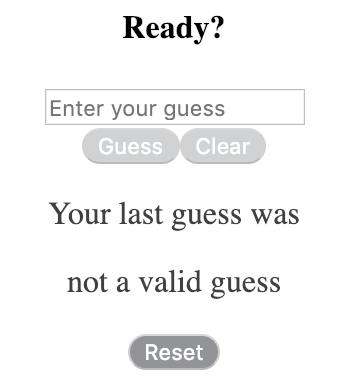 Ready?
Enter your guess
Guess Clear
Your last guess was
not a valid guess
Reset